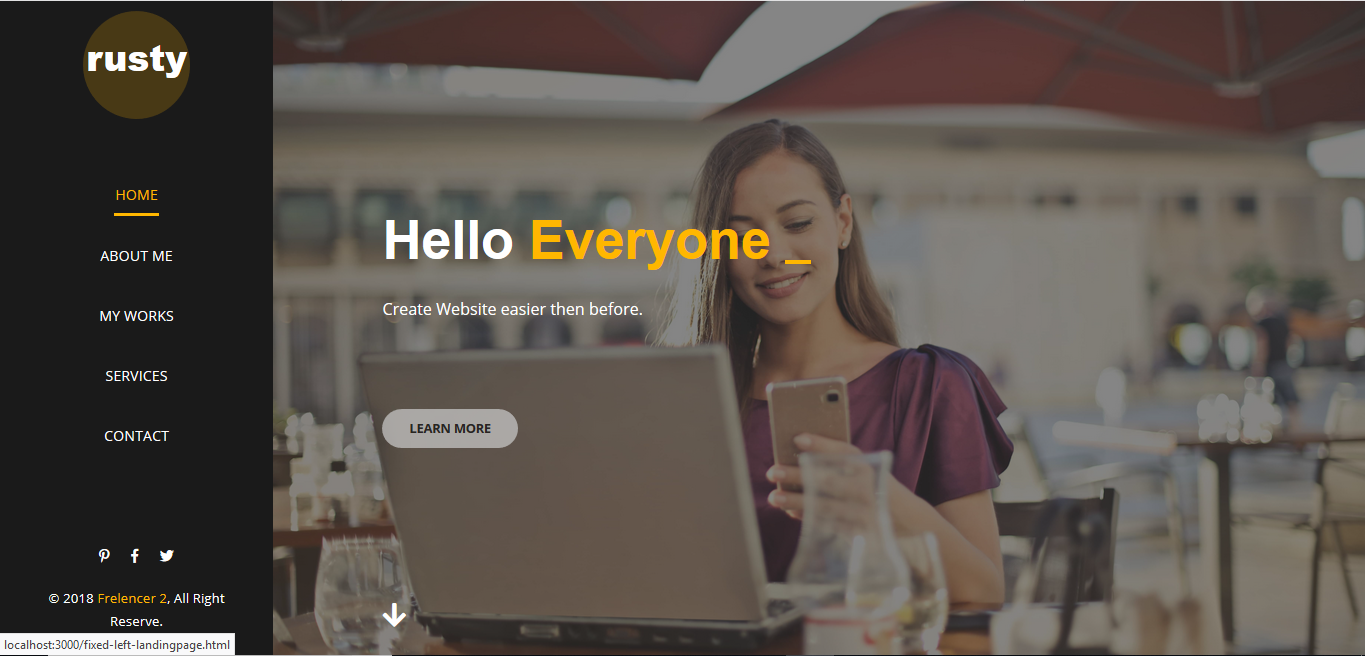 rusty
HOME
ABOUT ME
MY WORKS
SERVICES
CONTACT
© 2018 Frelencer 2, All Right
Reserve.
localhost:3000/fixed-left-landingpage.html
Hello Everyone _
Create Website easier then before.
LEARN MORE